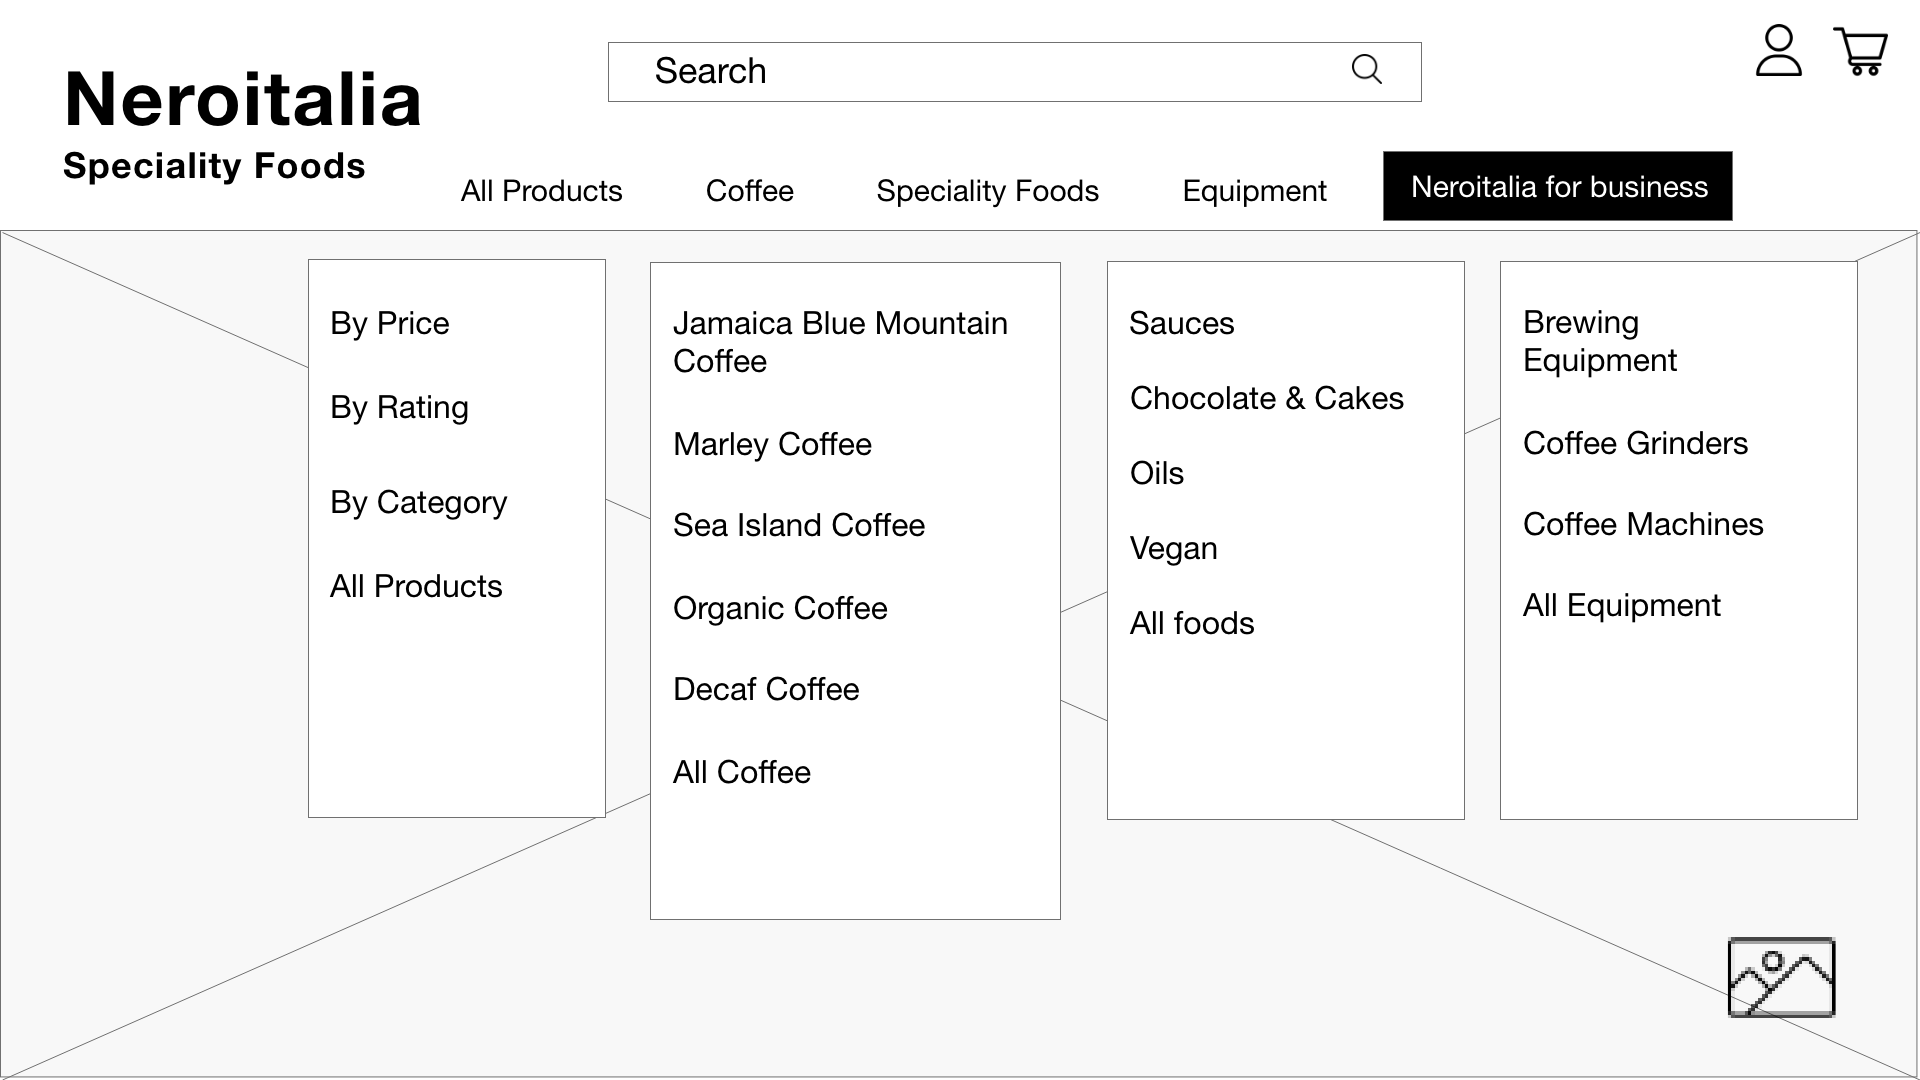 Neroitalia
Speciality Foods
Search
All Products
Coffee
Speciality Foods
Equipment
Neroitalia for business
By Price
By Rating
By Category
All Products
Jamaica Blue Mountain
Coffee
Marley Coffee
Sea Island Coffee
Organic Coffee
Decaf Coffee
All Coffee
Sauces
Chocolate & Cakes
Oils
Vegan
All foods
Brewing
Equipment
Coffee Grinders
Coffee Machines
All Equipment